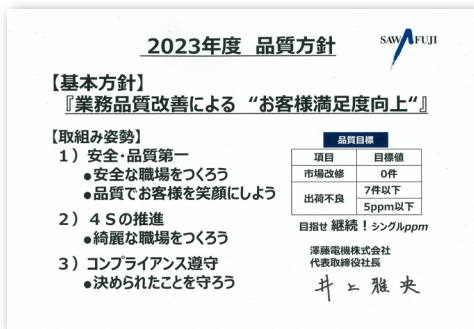 2023年度 品質方針
SAWAFUJI
【基本方針】
『業務品質改善による “お客様満足度向上“』
【取組み姿勢】
1）安全・品質第一
●安全な職場をつくろう
●品質でお客様を笑顔にしよう
2）４Ｓの推進
●綺麗な職場をつくろう
3）コンプライアンス遵守
●決められたことを守ろう
品質目標
項目 目標値
市場改修 0件
出荷不良 7件以下
5ppm以下
目指せ 継続！シングルppm
澤藤電機株式会社
代表取締役社長
井上雅央